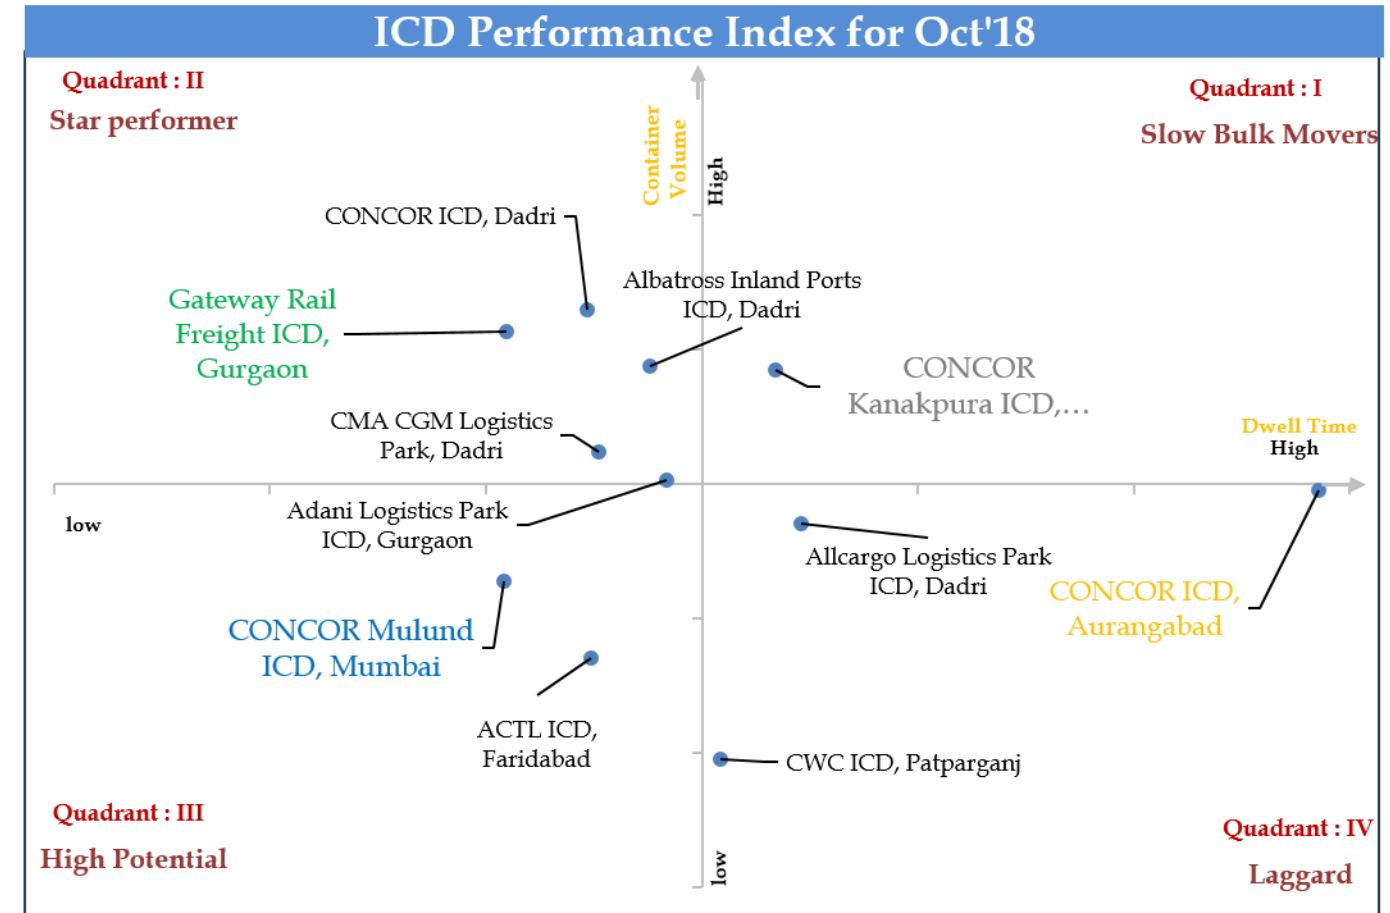 ICD Performance Index for Oct'18
Quadrant : II
Star performer
Quadrant : I
Slow Bulk Movers
Container
Volume
High
CONCOR ICD, Dadri
Albatross Inland Ports
ICD, Dadri
Gateway Rail
Freight ICD,
Gurgaon
CONCOR
Kanakpura ICD,...
CMA CGM Logistics
Park, Dadri
Dwell Time
High
low
Adani Logistics Park
ICD, Gurgaon
Allcargo Logistics Park
ICD, Dadri
CONCOR ICD,
Aurangabad
CONCOR Mulund
ICD, Mumbai
ACTL ICD,
Faridabad
CWC ICD, Patparganj
Quadrant : III
High Potential
low
Quadrant : IV
Laggard